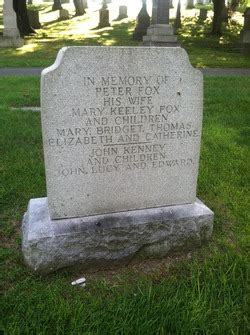 IN MEMORY OF
PETER FOX
HIS WIFE
MARY KEELEY FOX
AND CHILDREN
MARY, BRIDGET, THOMAS
ELIZABETH AND CATHERINE
JOHN KENNEY
AND CHILDREN
JOHN, LUCY AND EDWARD